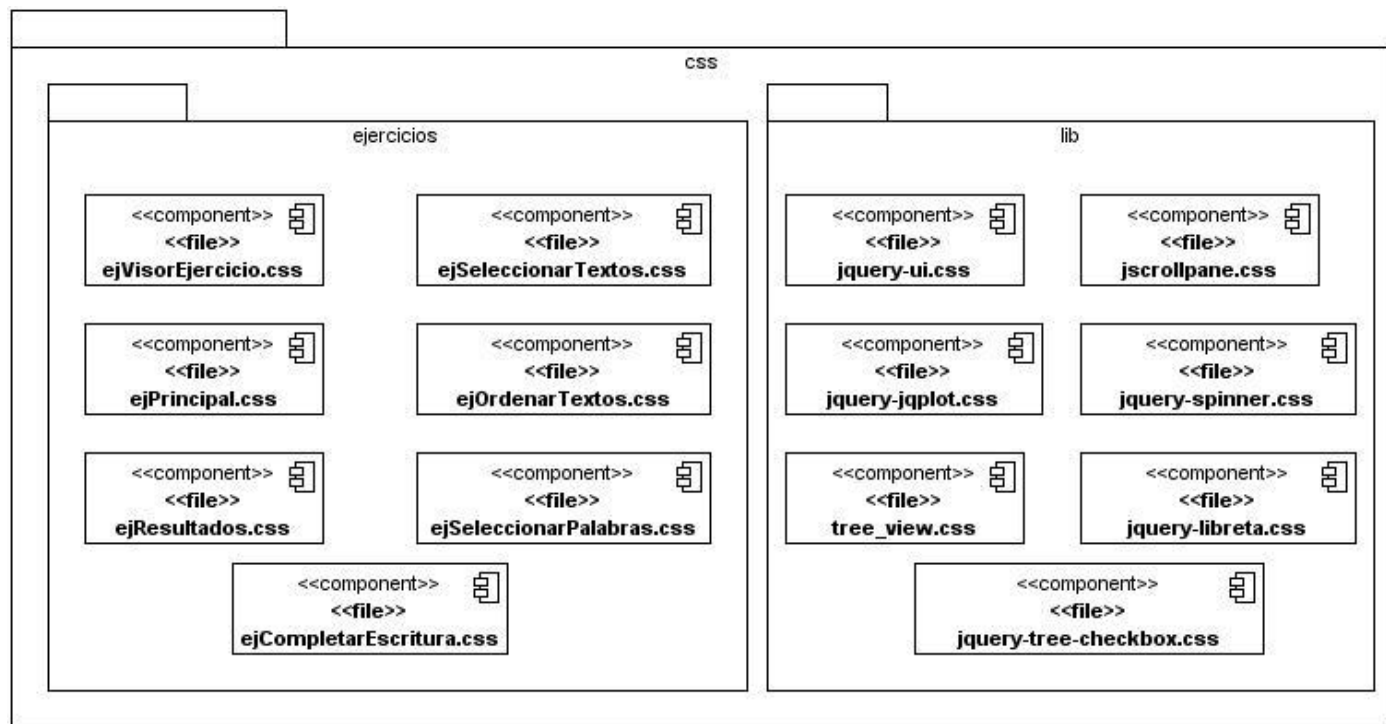 css
ejercicios
<<component>>
<<file>>
ejVisorEjercicio.css
<<component>>
<<file>>
ejSeleccionarTextos.css
<<component>>
<<file>>
ejPrincipal.css
<<component>>
<<file>>
ejOrdenarTextos.css
<<component>>
<<file>>
ejResultados.css
<<component>>
<<file>>
ejSeleccionarPalabras.css
<<component>>
<<file>>
ejCompletarEscritura.css
lib
<<component>>
<<file>>
jquery-ui.css
<<component>>
<<file>>
jscrollpane.css
<<component>>
<<file>>
jquery-jqplot.css
<<component>>
<<file>>
jquery-spinner.css
<<component>>
<<file>>
tree_view.css
<<component>>
<<file>>
jquery-libreta.css
<<component>>
<<file>>
jquery-tree-checkbox.css